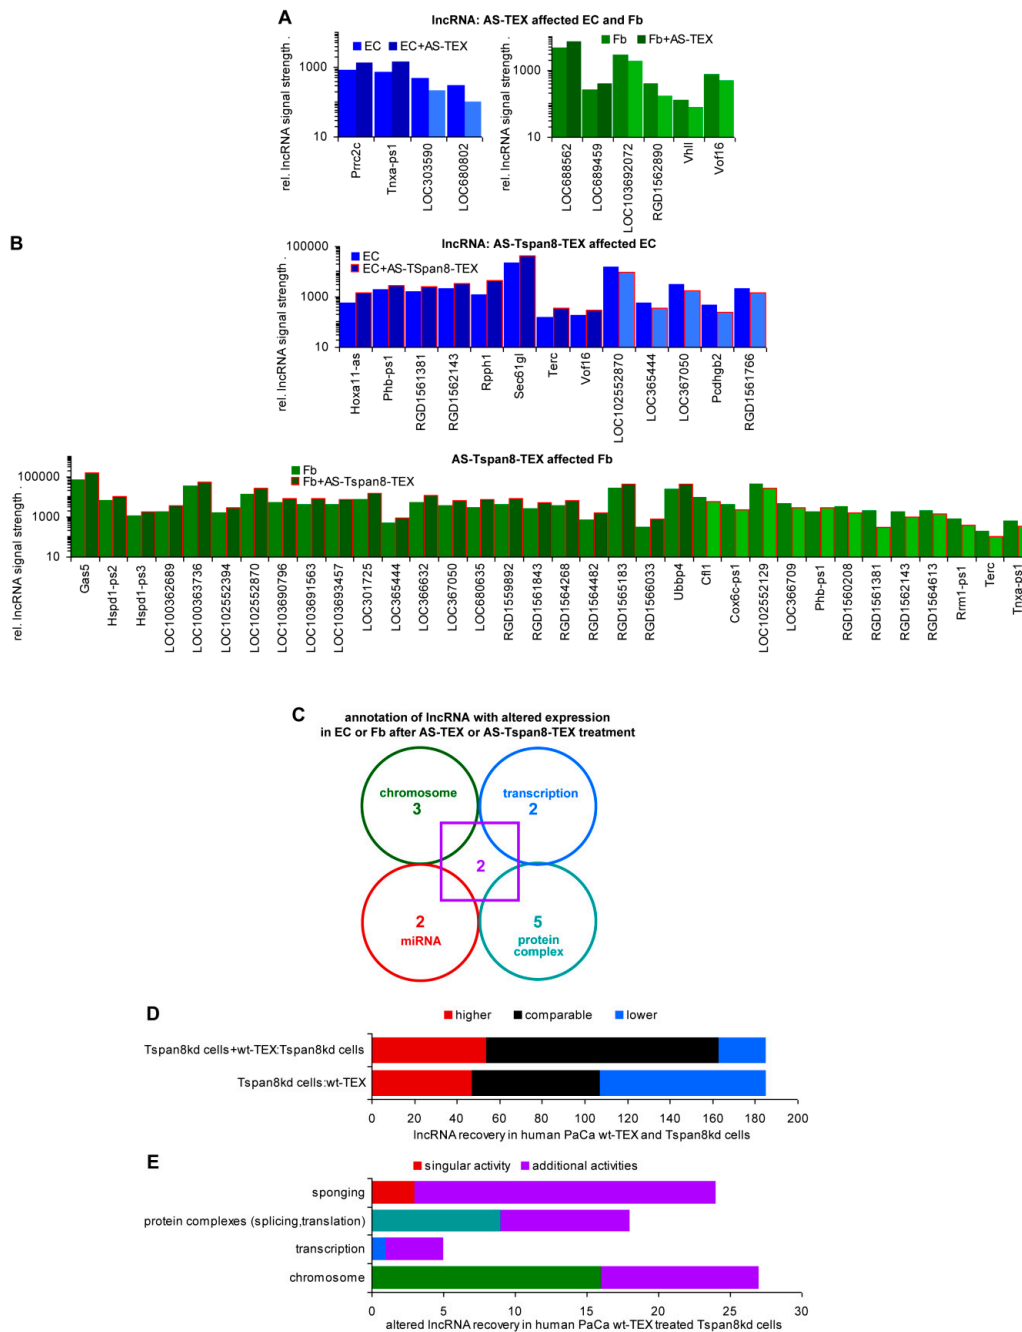 A
lncRNA: AS-TEX affected EC and Fb
rel. lncRNA signal strength .
EC EC+AS-TEX
1000
10
Prrc2c
Tnxa-ps1
LOC303590
LOC680802
rel. lncRNA signal strength .
Fb Fb+AS-TEX
1000
10
LOC688562
LOC689459
LOC103692072
RGD1562890
Vhll
Vof16
B
lncRNA: AS-Tspan8-TEX affected EC
rel. lncRNA signal strength .
EC
EC+AS-TSpan8-TEX
100000
1000
10
Hoxa11-as
Phb-ps1
RGD1561381
RGD1562143
Rpph1
Sec61gl
Terc
Vof16
LOC102552870
LOC365444
LOC367050
Pcdhgb2
RGD1561766
AS-Tspan8-TEX affected Fb
rel. lncRNA signal strength .
Fb
Fb+AS-Tspan8-TEX
100000
1000
10
Gas5
Hspd1-ps2
Hspd1-ps3
LOC100362689
LOC100363736
LOC102552394
LOC102552870
LOC103690796
LOC103691563
LOC103693457
LOC301725
LOC365444
LOC366632
LOC367050
LOC680635
RGD1559892
RGD1561843
RGD1564268
RGD1564482
RGD1565183
RGD1566033
Ubbp4
Cfl1
Cox6c-ps1
LOC102552129
LOC366709
Phb-ps1
RGD1560208
RGD1561381
RGD1562143
RGD1564613
Rrm1-ps1
Terc
Tnxa-ps1
C
annotation of lncRNA with altered expression
in EC or Fb after AS-TEX or AS-Tspan8-TEX treatment
chromosome
3
transcription
2
2
2
miRNA
5
protein
complex
D
higher comparable lower
Tspan8kd cells+wt-TEX:Tspan8kd cells
Tspan8kd cells:wt-TEX
0 20 40 60 80 100 120 140 160 180 200
lncRNA recovery in human PaCa wt-TEX and Tspan8kd cells
E
singular activity additional activities
sponging
protein complexes (splicing,translation)
transcription
chromosome
0 5 10 15 20 25 30
altered lncRNA recovery in human PaCa wt-TEX treated Tspan8kd cells